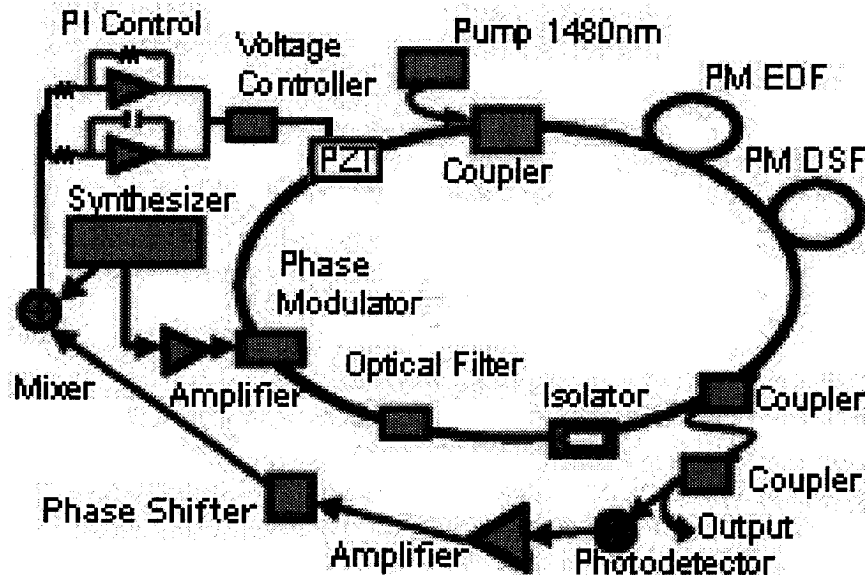 PI Control
Voltage
Controller
Pump 1480nm
PM EDF
PZT
Coupler
PM DSF
Synthesizer
Phase
Modulator
Mixer
Amplifier
Optical Filter
Isolator
Coupler
Coupler
Phase Shifter
Amplifier
Output
Photodetector